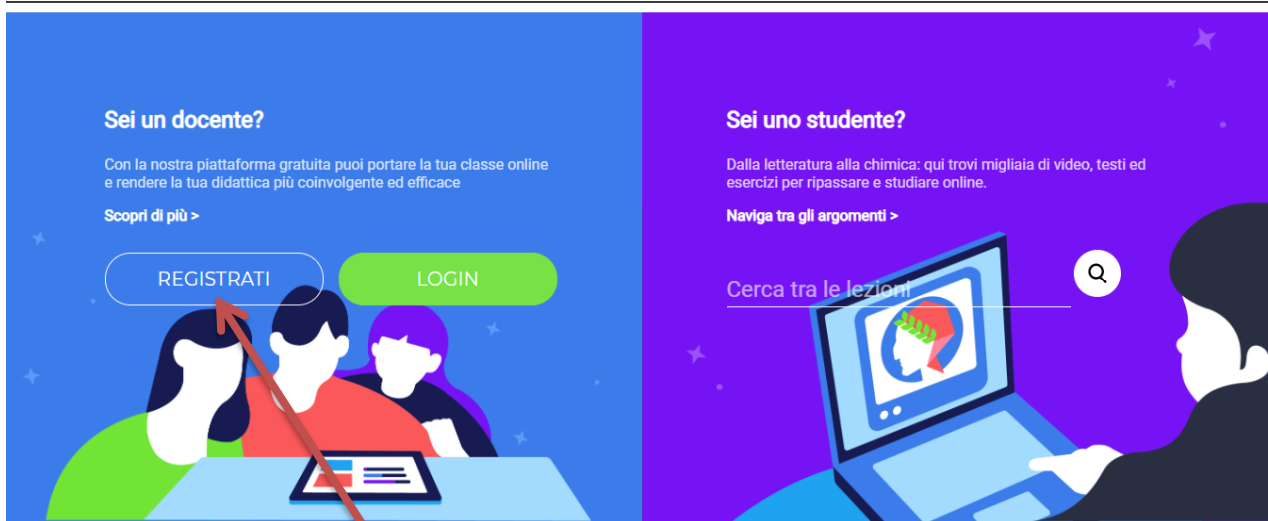 Sei un docente?
Con la nostra piattaforma gratuita puoi portare la tua classe online
e rendere la tua didattica più coinvolgente ed efficace
Scopri di più >
REGISTRATI
LOGIN
Sei uno studente?
Dalla letteratura alla chimica: qui trovi migliaia di video, testi ed
esercizi per ripassare e studiare online.
Naviga tra gli argomenti >
Cerca tra le lezioni